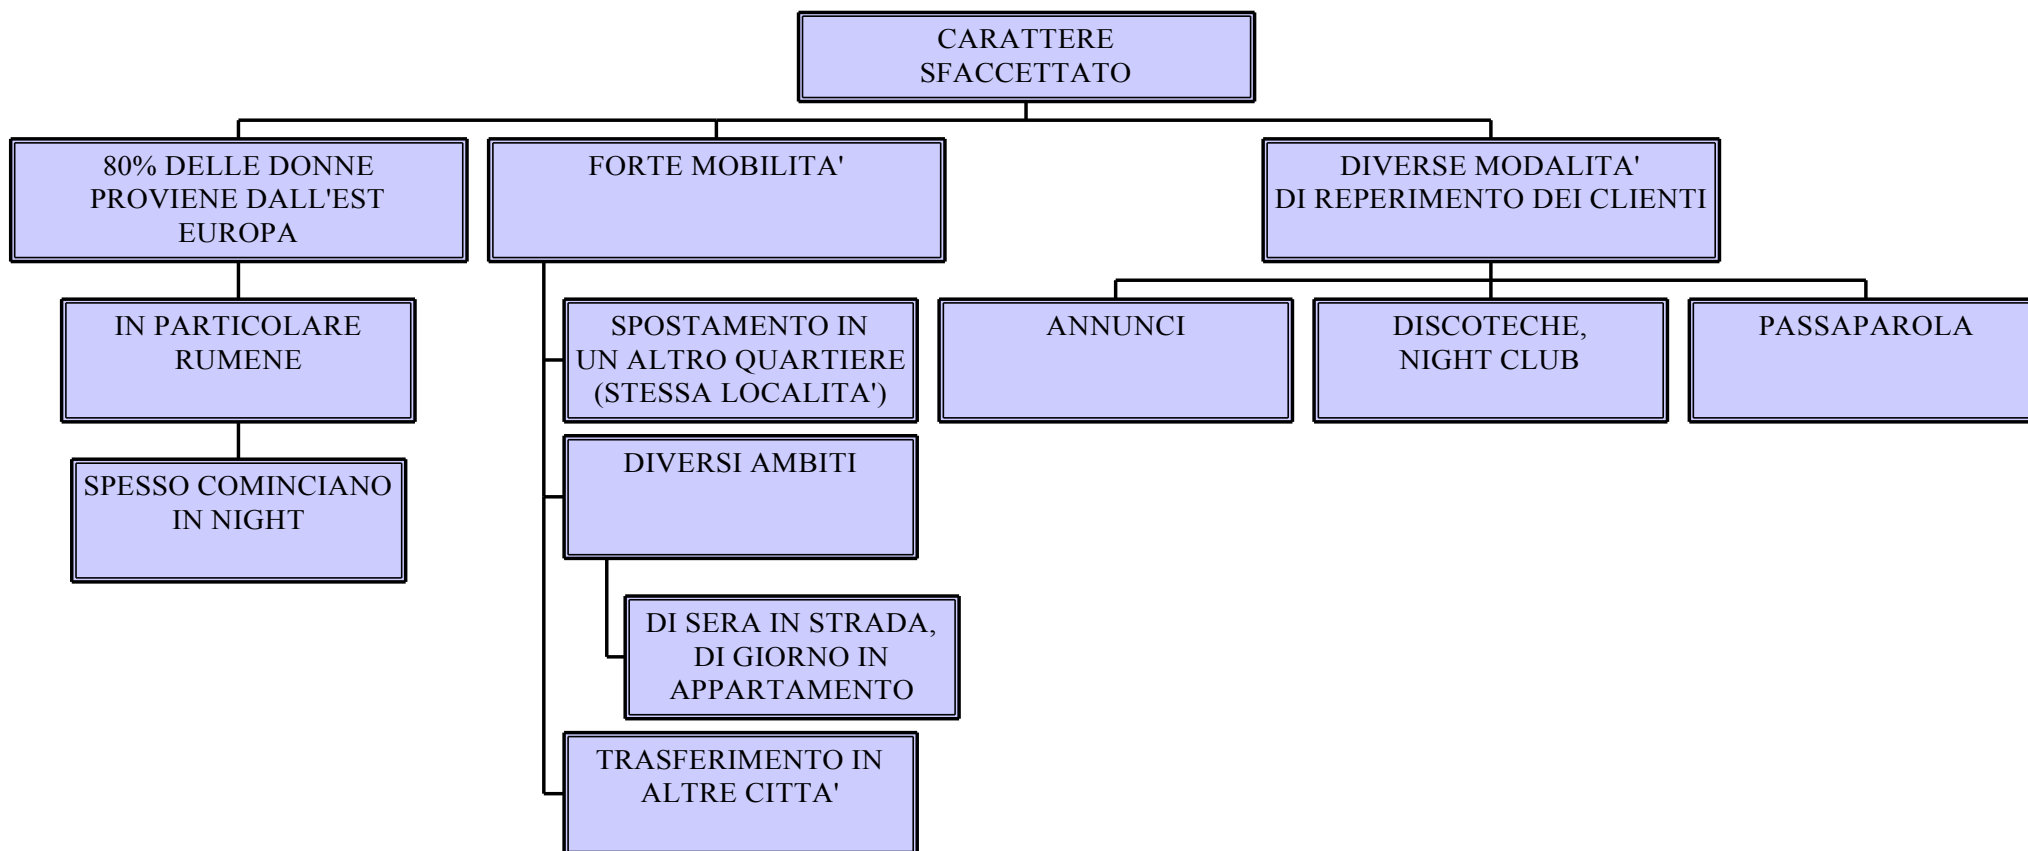 CARATTERE
SFACCETTATO
80% DELLE DONNE
PROVIENE DALL'EST
EUROPA
FORTE MOBILITA'
DIVERSE MODALITA'
DI REPERIMENTO DEI CLIENTI
IN PARTICOLARE
RUMENE
SPESSO COMINCIANO
IN NIGHT
SPOSTAMENTO IN
UN ALTRO QUARTIERE
(STESSA LOCALITA')
DIVERSI AMBITI
DI SERA IN STRADA,
DI GIORNO IN
APPARTAMENTO
TRASFERIMENTO IN
ALTRE CITTA'
ANNUNCI
DISCOTECHE,
NIGHT CLUB
PASSAPAROLA